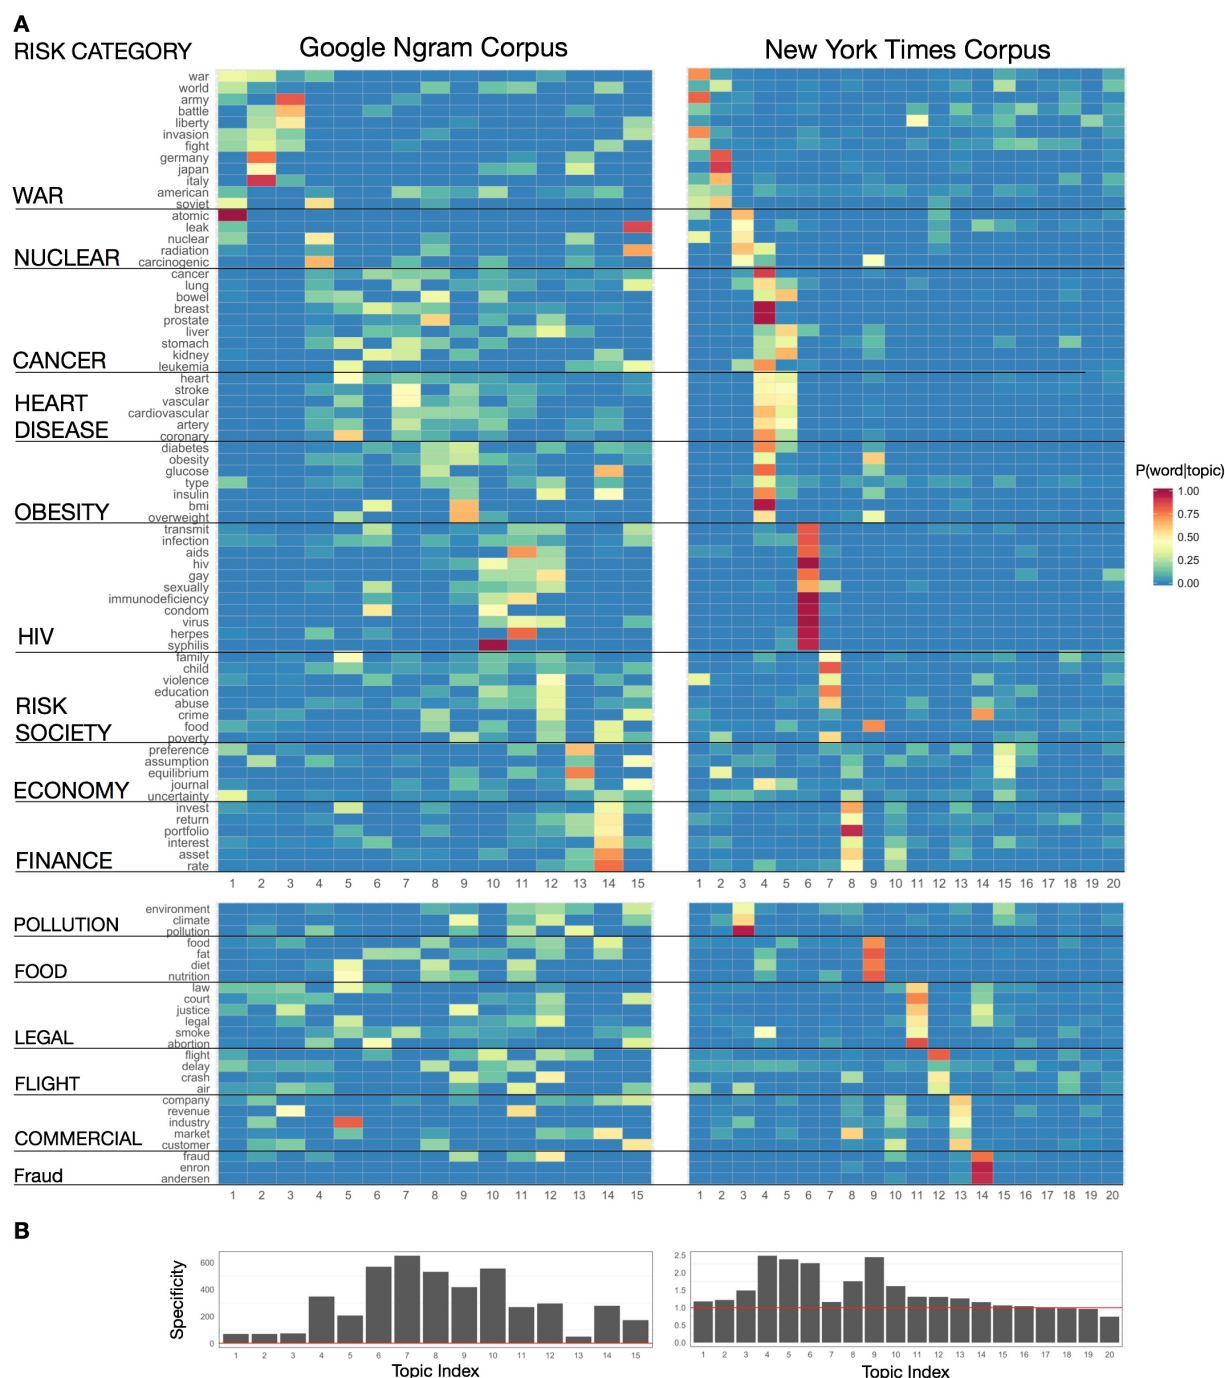 A
RISK CATEGORY
Google Ngram Corpus
New York Times Corpus
war
world
army
battle
liberty
invasion
fight
germany
japan
italy
american
soviet
WAR
atomic
leak
nuclear
radiation
carcinogenic
NUCLEAR
cancer
lung
bowel
breast
prostate
liver
stomach
kidney
leukemia
CANCER
heart
stroke
vascular
cardiovascular
artery
coronary
HEART
DISEASE
diabetes
obesity
glucose
type
insulin
bmi
overweight
OBESITY
transmit
infection
aids
hiv
gay
sexually
immunodeficiency
condom
virus
herpes
syphilis
HIV
family
child
violence
education
abuse
crime
food
poverty
RISK
SOCIETY
preference
assumption
equilibrium
journal
uncertainty
ECONOMY
invest
return
portfolio
interest
asset
rate
FINANCE
P(word|topic)
1.00
0.75
0.50
0.25
0.00
1 2 3 4 5 6 7 8 9 10 11 12 13 14 15
1 2 3 4 5 6 7 8 9 10 11 12 13 14 15 16 17 18 19 20
environment
climate
pollution
POLLUTION
food
fat
diet
nutrition
FOOD
law
court
justice
legal
smoke
abortion
LEGAL
flight
delay
crash
air
FLIGHT
company
revenue
industry
market
customer
COMMERCIAL
fraud
enron
andersen
Fraud
1 2 3 4 5 6 7 8 9 10 11 12 13 14 15
1 2 3 4 5 6 7 8 9 10 11 12 13 14 15 16 17 18 19 20
B
Specificity
600
400
200
0
1 2 3 4 5 6 7 8 9 10 11 12 13 14 15
Topic Index
2.5
2.0
1.5
1.0
0.5
0.0
1 2 3 4 5 6 7 8 9 10 11 12 13 14 15 16 17 18 19 20
Topic Index